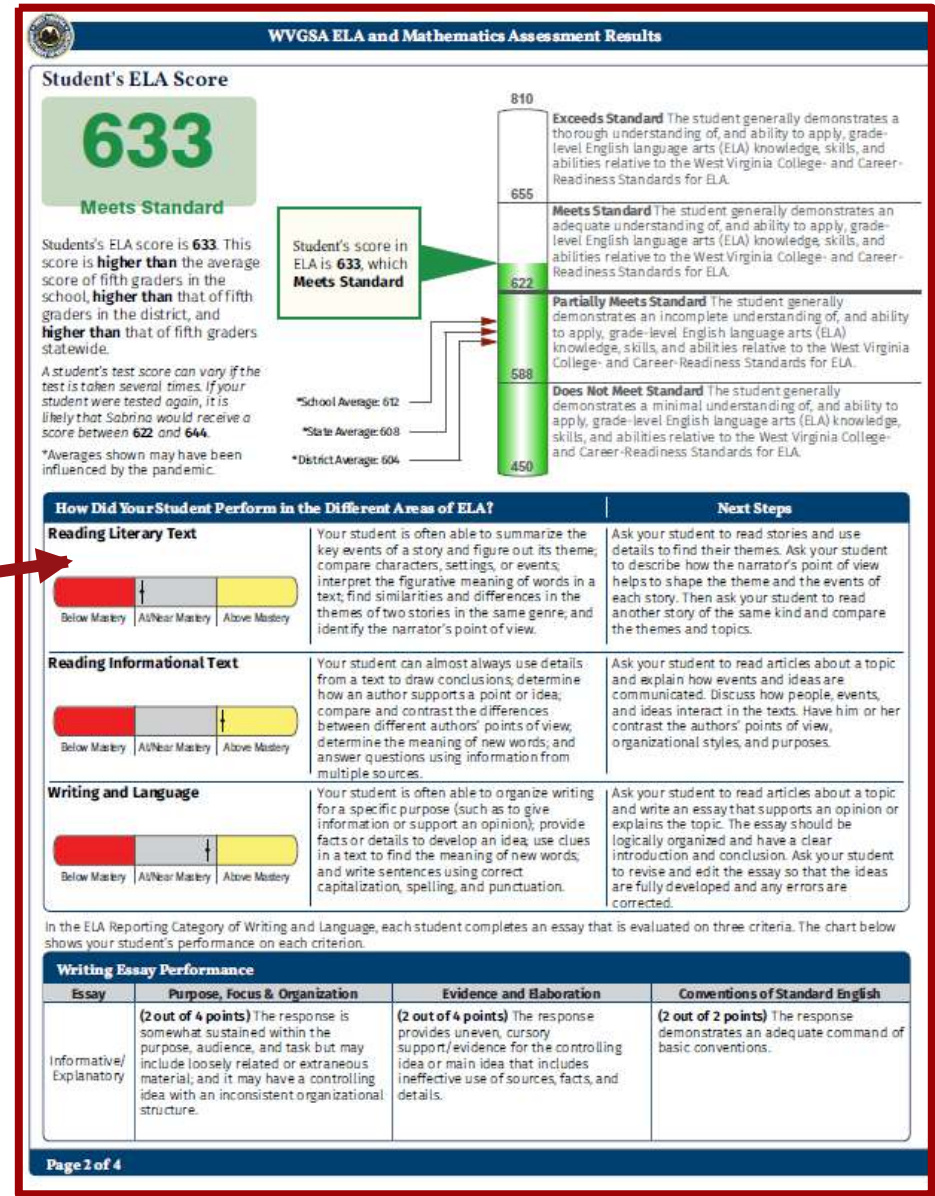 WVGSA ELA and Mathematics Assessment Results
Student's ELA Score
633
Meets Standard
Students's ELA score is 633. This
score is higher than the average
score of fifth graders in the
school, higher than that of fifth
graders in the district, and
higher than that of fifth graders
statewide.
A student's test score can vary if the
test is taken several times. If your
student were tested again, it is
likely that Sabrina would receive a
score between 622 and 644.
*Averages shown may have been
influenced by the pandemic.
Student's score in
ELA is 633, which
Meets Standard
*School Average: 612
*State Average: 608
*District Average: 604
810
655
622
588
450
Exceeds Standard The student generally demonstrates a
thorough understanding of, and ability to apply, grade-
level English language arts (ELA) knowledge, skills, and
abilities relative to the West Virginia College- and Career-
Readiness Standards for ELA.
Meets Standard The student generally demonstrates an
adequate understanding of, and ability to apply, grade-
level English language arts (ELA) knowledge, skills, and
abilities relative to the West Virginia College- and Career-
Readiness Standards for ELA.
Partially Meets Standard The student generally
demonstrates an incomplete understanding of, and ability
to apply, grade-level English language arts (ELA)
knowledge, skills, and abilities relative to the West Virginia
College- and Career-Readiness Standards for ELA.
Does Not Meet Standard The student generally
demonstrates a minimal understanding of, and ability to
apply, grade-level English language arts (ELA) knowledge,
skills, and abilities relative to the West Virginia College-
and Career-Readiness Standards for ELA.
How Did Your Student Perform in the Different Areas of ELA?
Next Steps
Reading Literary Text
Below Mastery At/Near Mastery Above Mastery
Your student is often able to summarize the
key events of a story and figure out its theme;
compare characters, settings, or events;
interpret the figurative meaning of words in a
text; find similarities and differences in the
themes of two stories in the same genre; and
identify the narrator's point of view.
Ask your student to read stories and use
details to find their themes. Ask your student
to describe how the narrator's point of view
helps to shape the theme and the events of
each story. Then ask your student to read
another story of the same kind and compare
the themes and topics.
Reading Informational Text
Below Mastery At/Near Mastery Above Mastery
Your student can almost always use details
from a text to draw conclusions; determine
how an author supports a point or idea;
compare and contrast the differences
between different authors' points of view;
determine the meaning of new words; and
answer questions using information from
multiple sources.
Ask your student to read articles about a topic
and explain how events and ideas are
communicated. Discuss how people, events,
and ideas interact in the texts. Have him or her
contrast the authors' points of view,
organizational styles, and purposes.
Writing and Language
Below Mastery At/Near Mastery Above Mastery
Your student is often able to organize writing
for a specific purpose (such as to give
information or support an opinion); provide
facts or details to develop an idea; use clues
in a text to find the meaning of new words;
and write sentences using correct
capitalization, spelling, and punctuation.
Ask your student to read articles about a topic
and write an essay that supports an opinion or
explains the topic. The essay should be
logically organized and have a clear
introduction and conclusion. Ask your student
to revise and edit the essay so that the ideas
are fully developed and any errors are
corrected.
In the ELA Reporting Category of Writing and Language, each student completes an essay that is evaluated on three criteria. The chart below
shows your student's performance on each criterion.
Writing Essay Performance
Essay
Purpose, Focus & Organization
Evidence and Elaboration
Conventions of Standard English
Informative/
Explanatory
(2 out of 4 points) The response is
somewhat sustained within the
purpose, audience, and task but may
include loosely related or extraneous
material; and it may have a controlling
idea with an inconsistent organizational
structure.
(2 out of 4 points) The response
provides uneven, cursory
support/evidence for the controlling
idea or main idea that includes
ineffective use of sources, facts, and
details.
(2 out of 2 points) The response
demonstrates an adequate command of
basic conventions.
Page 2 of 4